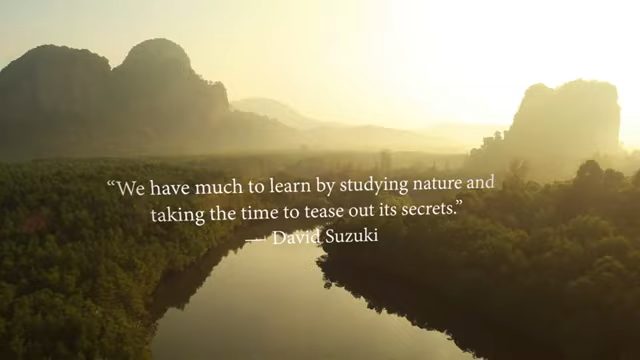 “We have much to learn by studying nature and
taking the time to tease out its secrets.”
— David Suzuki